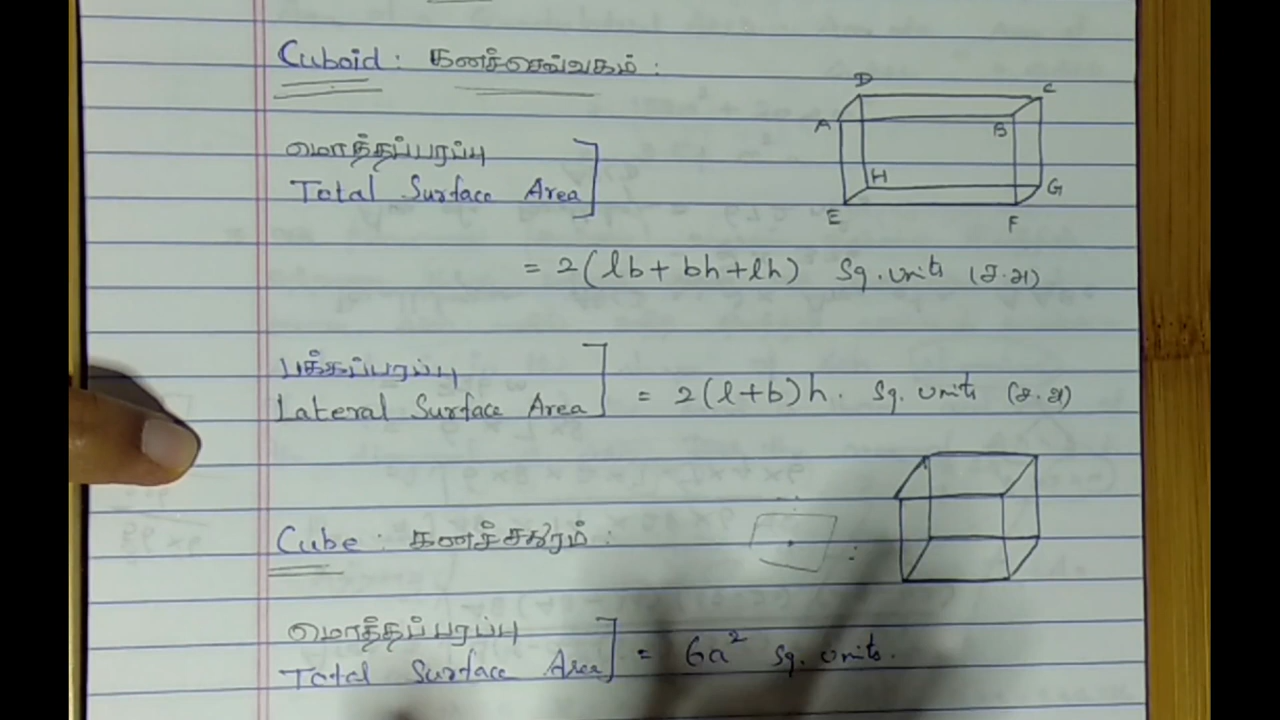 Cuboid : கனச்செவ்வகம் :
D C
A B
மொத்தப்பரப்பு
Total Surface Area
H G
E F
= 2(lb + bh + lh) Sq. units (ச.அ)
பக்கப்பரப்பு
Lateral Surface Area = 2(l+b)h. Sq. units (ச.அ)
Cube : கனச்சதுரம் :
மொத்தப்பரப்பு
Total Surface Area = 6a² Sq. units.